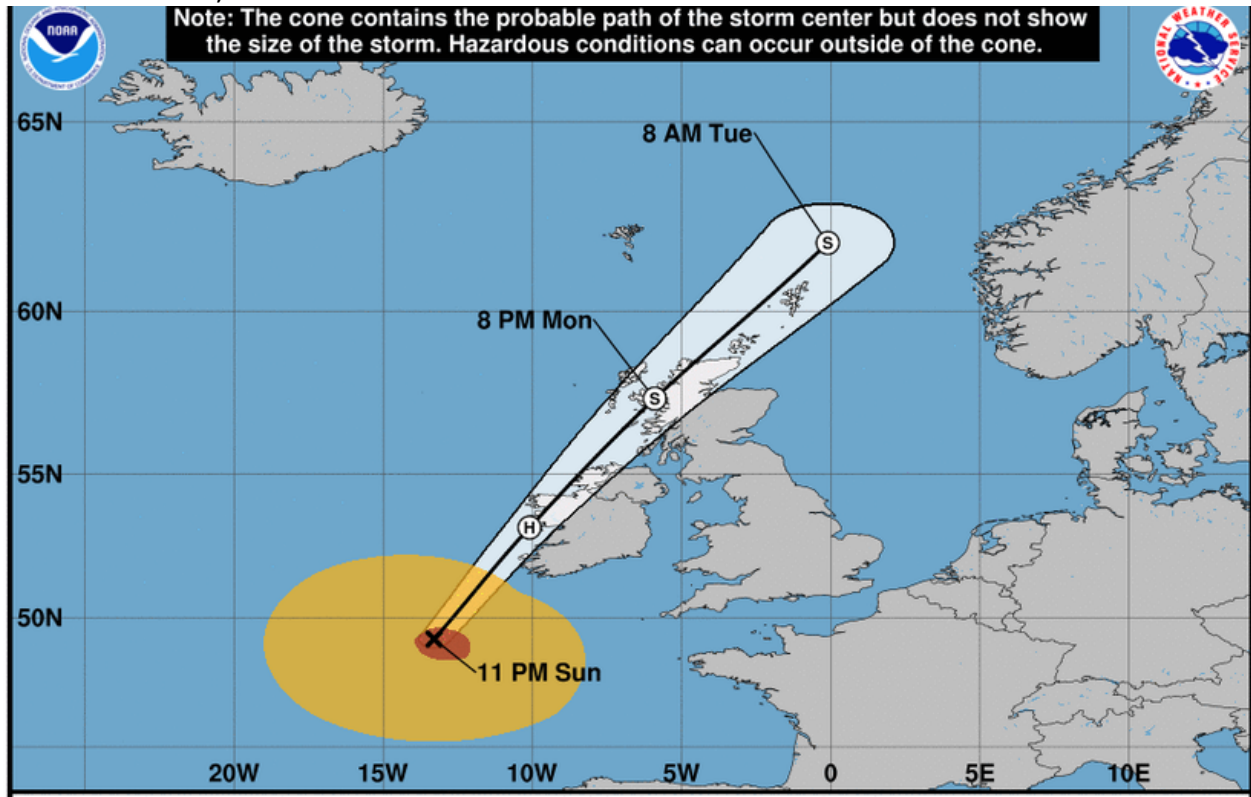 Note: The cone contains the probable path of the storm center but does not show
the size of the storm. Hazardous conditions can occur outside of the cone.
NOAA
NATIONAL WEATHER SERVICE
65N
8 AM Tue
60N
8 PM Mon
S
S
55N
H
50N
11 PM Sun
20W
15W
10W
5W
0
5E
10E